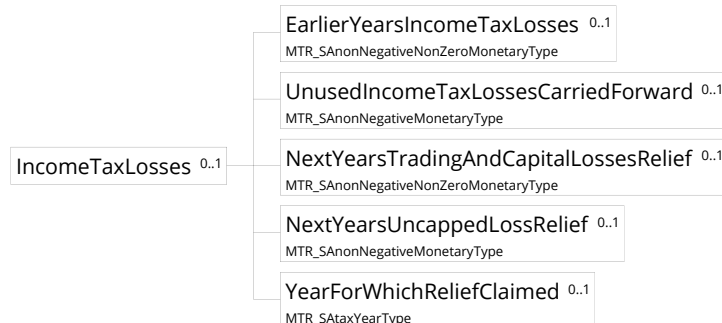 EarlierYearsIncomeTaxLosses 0..1
MTR_SAnonNegativeNonZeroMonetaryType
UnusedIncomeTaxLossesCarriedForward 0..1
MTR_SAnonNegativeMonetaryType
IncomeTaxLosses 0..1
NextYearsTradingAndCapitalLossesRelief 0..1
MTR_SAnonNegativeNonZeroMonetaryType
NextYearsUncappedLossRelief 0..1
MTR_SAnonNegativeMonetaryType
YearForWhichReliefClaimed 0..1
MTR_SAtaxYearType